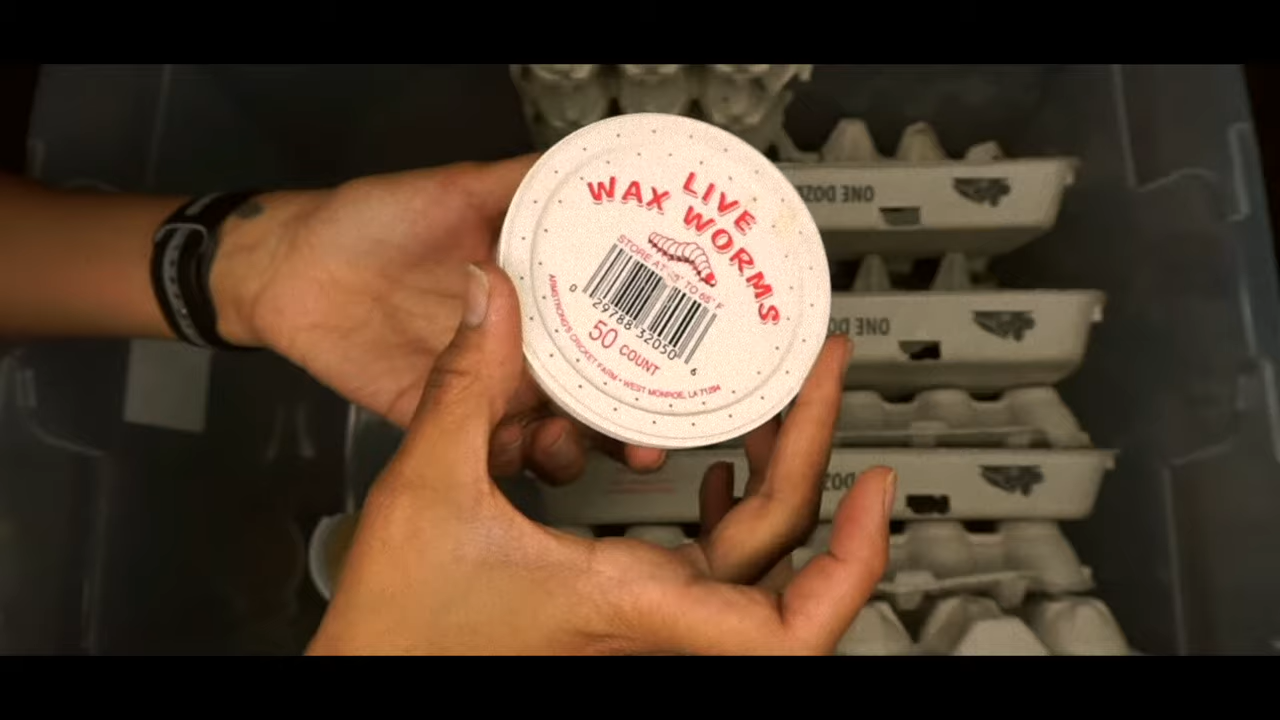 LIVE
WAX WORMS
STORE AT 55° TO 65° F
0 29788 32050 6
50 COUNT
ARMSTRONG'S CRICKET FARM • WEST MONROE, LA 71294
ONE DOZE
ONE DOZ
DOZ